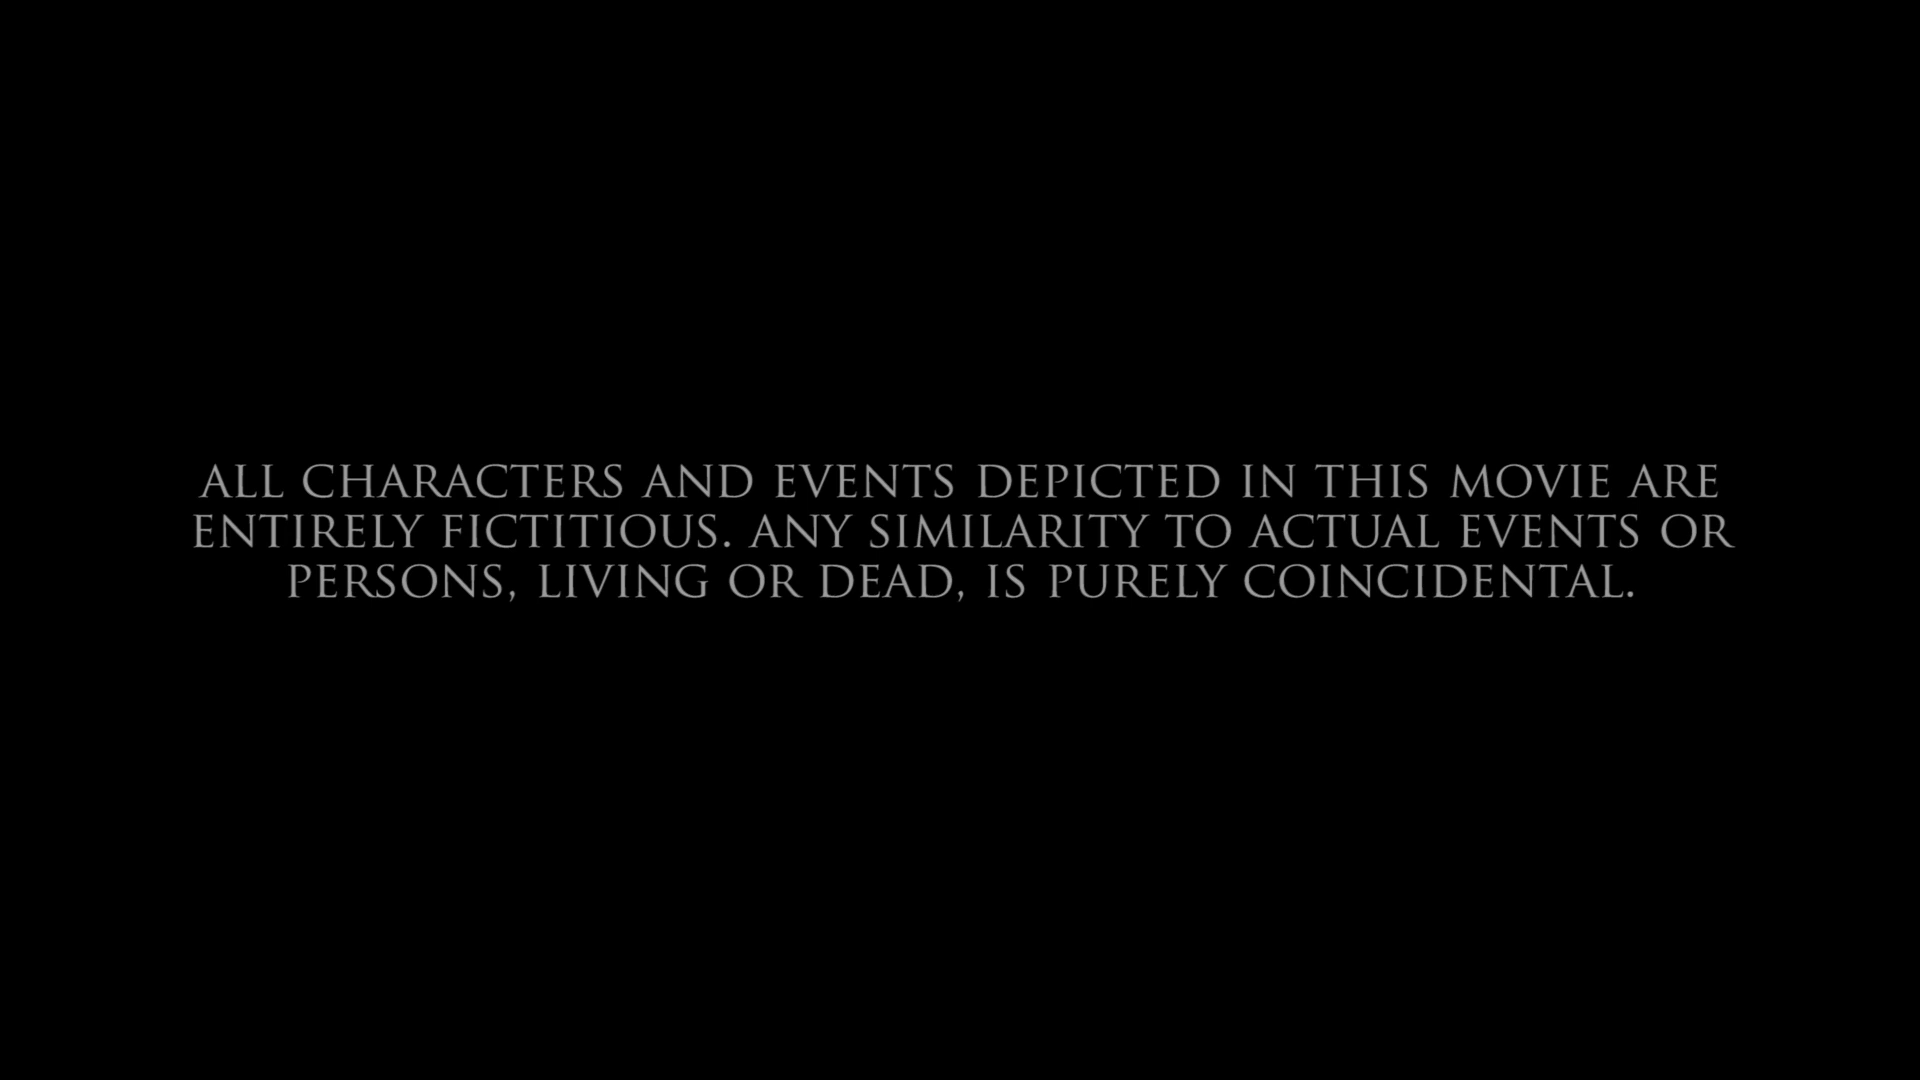 ALL CHARACTERS AND EVENTS DEPICTED IN THIS MOVIE ARE
ENTIRELY FICTITIOUS. ANY SIMILARITY TO ACTUAL EVENTS OR
PERSONS, LIVING OR DEAD, IS PURELY COINCIDENTAL.